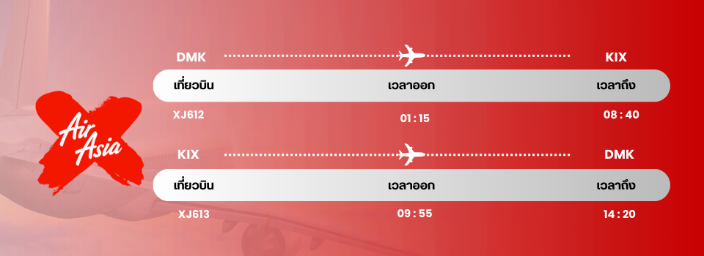 DMK KIX
เที่ยวบิน เวลาออก เวลาถึง
XJ612 01 : 15 08 : 40
Air
Asia
KIX DMK
เที่ยวบิน เวลาออก เวลาถึง
XJ613 09 : 55 14 : 20